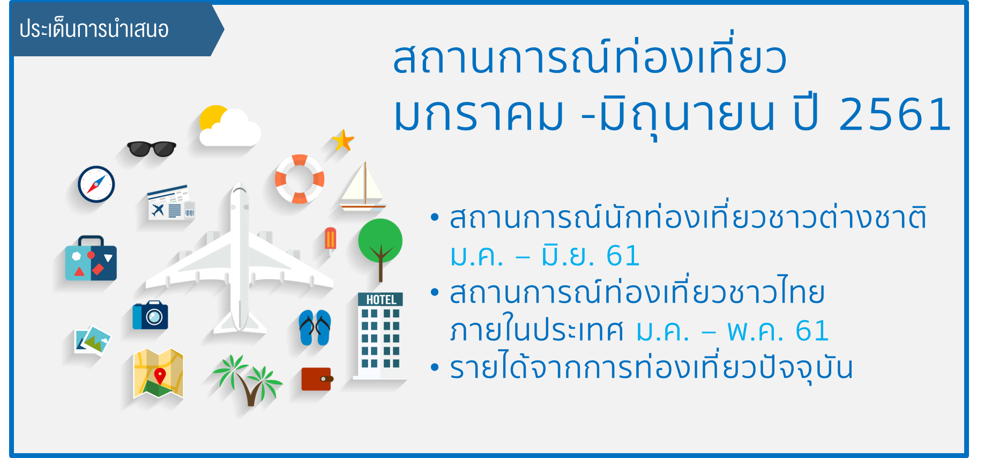 ประเด็นการนำเสนอ
สถานการณ์ท่องเที่ยว
มกราคม -มิถุนายน ปี 2561
• สถานการณ์นักท่องเที่ยวชาวต่างชาติ
ม.ค. – มิ.ย. 61
• สถานการณ์ท่องเที่ยวชาวไทย
ภายในประเทศ ม.ค. – พ.ค. 61
• รายได้จากการท่องเที่ยวปัจจุบัน
HOTEL